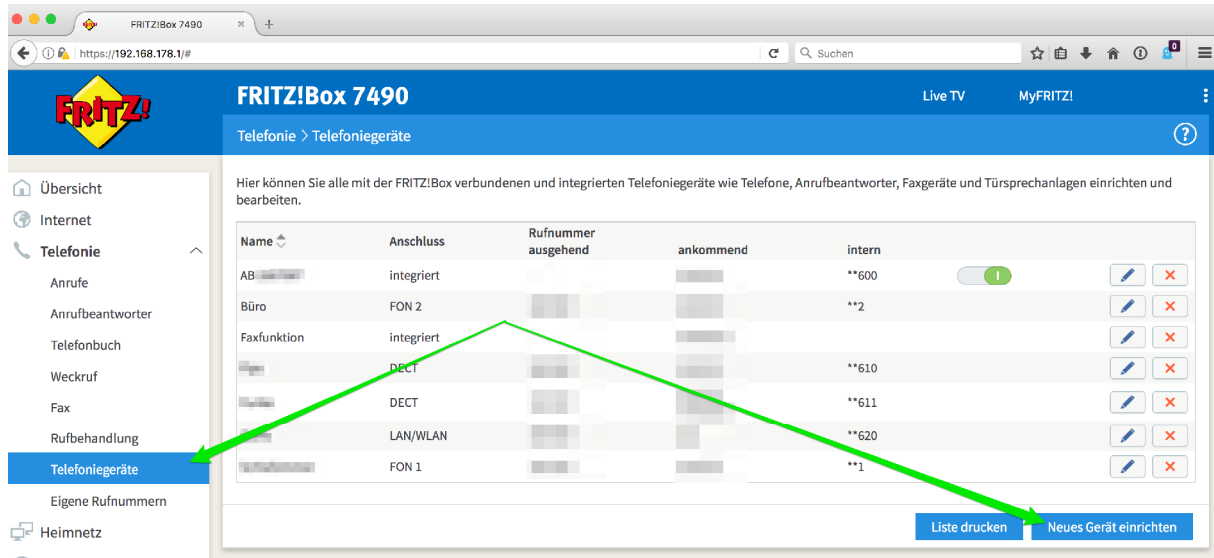 FRITZ!Box 7490
https://192.168.178.1/#
Suchen
0
FRITZ!
FRITZ!Box 7490
Live TV
MyFRITZ!
Telefonie > Telefoniegeräte
?
Übersicht
Internet
Telefonie
Anrufe
Anrufbeantworter
Telefonbuch
Weckruf
Fax
Rufbehandlung
Telefoniegeräte
Eigene Rufnummern
Heimnetz
Hier können Sie alle mit der FRITZ!Box verbundenen und integrierten Telefoniegeräte wie Telefone, Anrufbeantworter, Faxgeräte und Türsprechanlagen einrichten und
bearbeiten.
Name Anschluss Rufnummer ausgehend ankommend intern
AB integriert **600
Büro FON 2 **2
Faxfunktion integriert
DECT **610
DECT **611
LAN/WLAN **620
FON 1 **1
Liste drucken
Neues Gerät einrichten